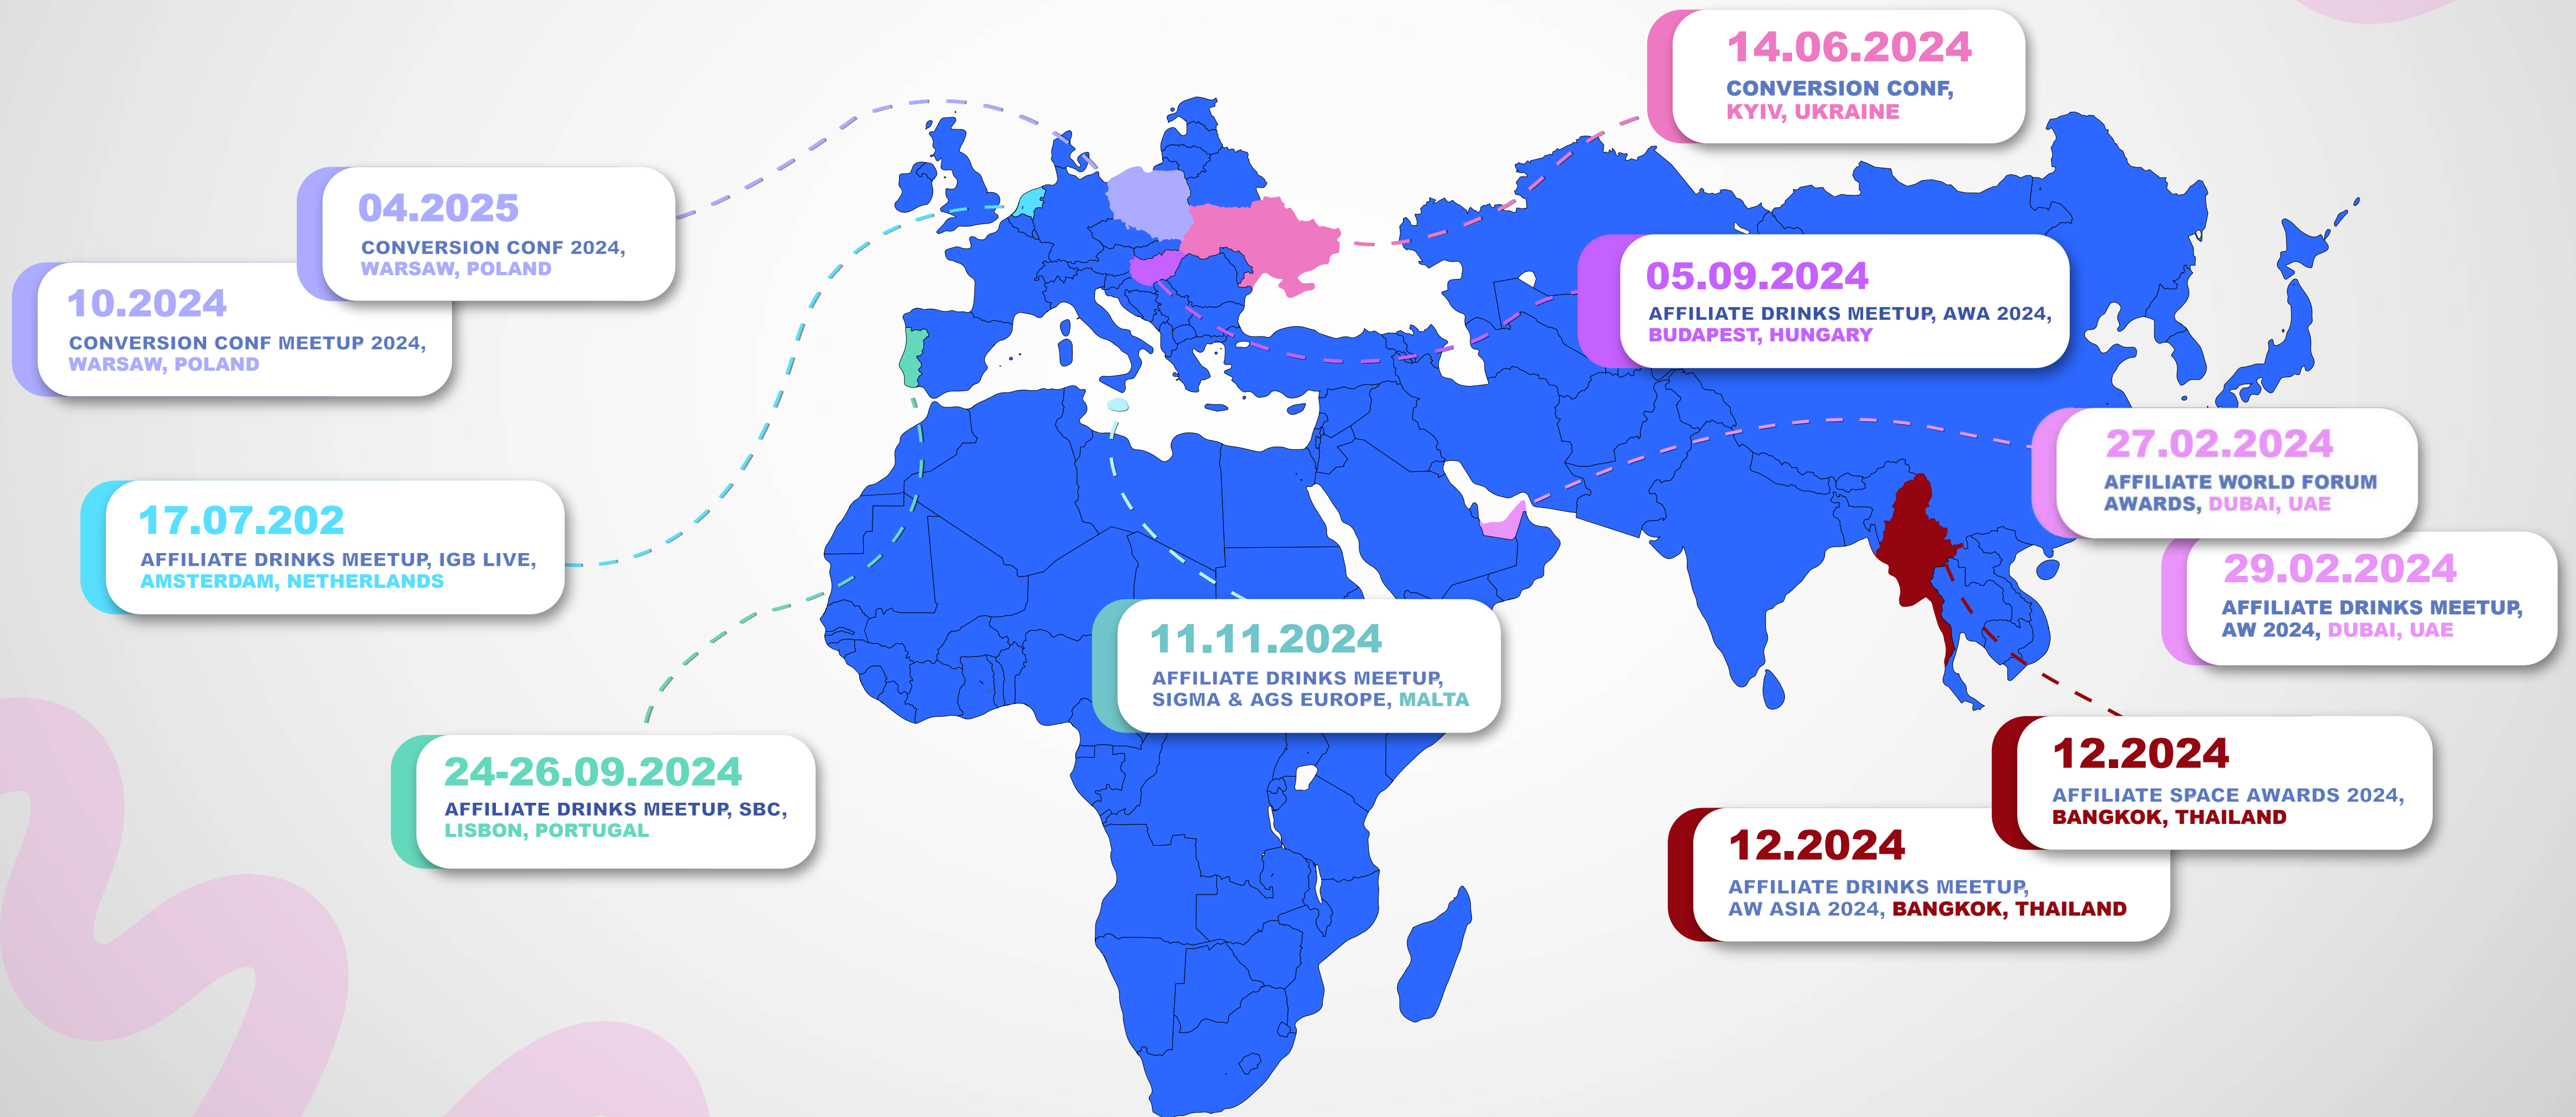 14.06.2024
CONVERSION CONF,
KYIV, UKRAINE
04.2025
CONVERSION CONF 2024,
WARSAW, POLAND
10.2024
CONVERSION CONF MEETUP 2024,
WARSAW, POLAND
05.09.2024
AFFILIATE DRINKS MEETUP, AWA 2024,
BUDAPEST, HUNGARY
27.02.2024
AFFILIATE WORLD FORUM
AWARDS, DUBAI, UAE
17.07.202
AFFILIATE DRINKS MEETUP, IGB LIVE,
AMSTERDAM, NETHERLANDS
29.02.2024
AFFILIATE DRINKS MEETUP,
AW 2024, DUBAI, UAE
11.11.2024
AFFILIATE DRINKS MEETUP,
SIGMA & AGS EUROPE, MALTA
24-26.09.2024
AFFILIATE DRINKS MEETUP, SBC,
LISBON, PORTUGAL
12.2024
AFFILIATE SPACE AWARDS 2024,
BANGKOK, THAILAND
12.2024
AFFILIATE DRINKS MEETUP,
AW ASIA 2024, BANGKOK, THAILAND